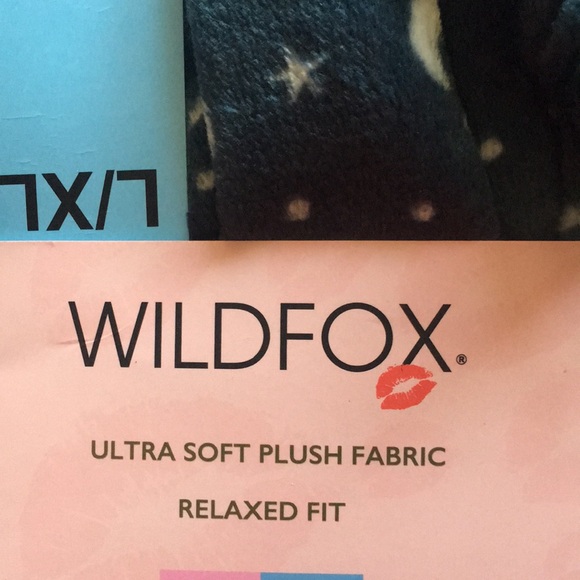 L/XL
WILDFOX®
ULTRA SOFT PLUSH FABRIC
RELAXED FIT